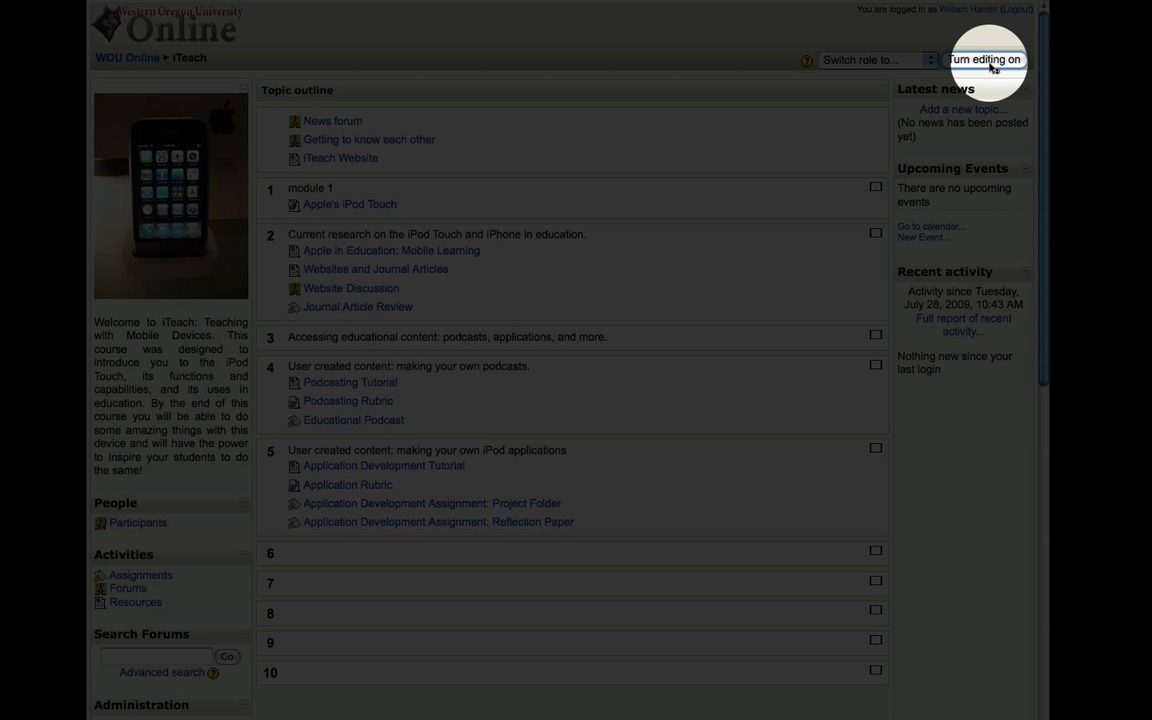 Western Oregon University
Online
You are logged in as William Hamlin (Logout)
WOU Online ► iTeach
Switch role to...
Turn editing on
Topic outline
News forum
Getting to know each other
iTeach Website
1
module 1
Apple's iPod Touch
2
Current research on the iPod Touch and iPhone in education.
Apple in Education: Mobile Learning
Websites and Journal Articles
Website Discussion
Journal Article Review
3
Accessing educational content: podcasts, applications, and more.
4
User created content: making your own podcasts.
Podcasting Tutorial
Podcasting Rubric
Educational Podcast
5
User created content: making your own iPod applications
Application Development Tutorial
Application Rubric
Application Development Assignment: Project Folder
Application Development Assignment: Reflection Paper
6
7
8
9
10
Welcome to iTeach: Teaching
with Mobile Devices. This
course was designed to
introduce you to the iPod
Touch, its functions and
capabilities, and its uses in
education. By the end of this
course you will be able to do
some amazing things with this
device and will have the power
to inspire your students to do
the same!
People
Participants
Activities
Assignments
Forums
Resources
Search Forums
Go
Advanced search
Administration
Latest news
Add a new topic...
(No news has been posted
yet)
Upcoming Events
There are no upcoming
events
Go to calendar...
New Event...
Recent activity
Activity since Tuesday,
July 28, 2009, 10:43 AM
Full report of recent
activity...
Nothing new since your
last login